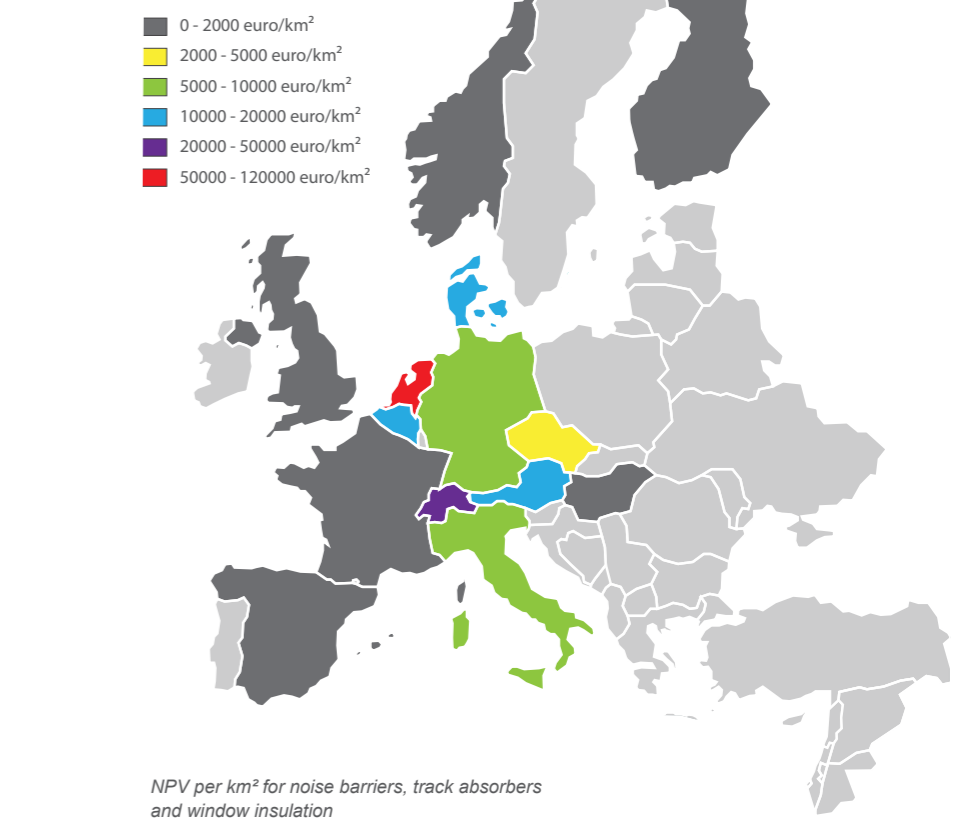 0 - 2000 euro/km²
2000 - 5000 euro/km²
5000 - 10000 euro/km²
10000 - 20000 euro/km²
20000 - 50000 euro/km²
50000 - 120000 euro/km²
NPV per km² for noise barriers, track absorbers
and window insulation